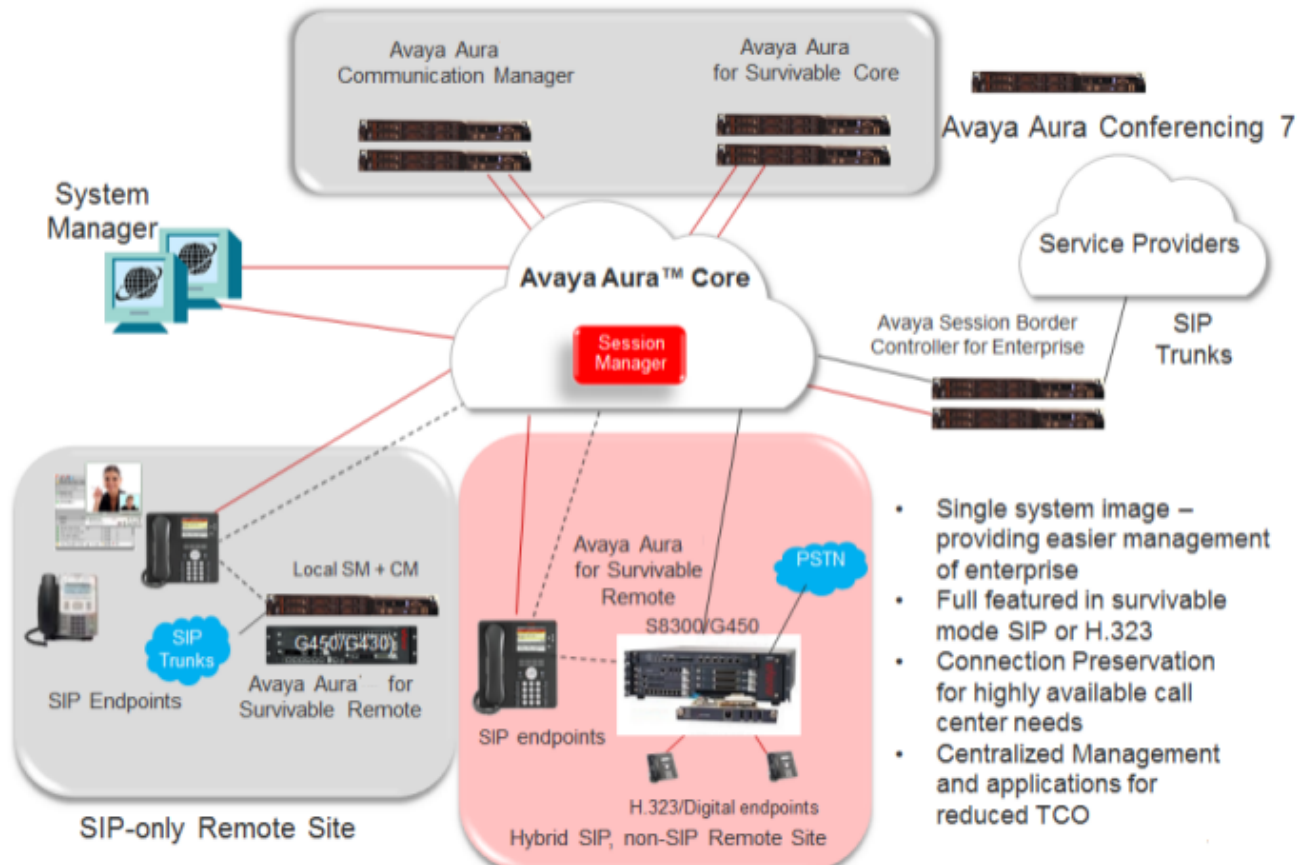 Avaya Aura
Communication Manager
Avaya Aura
for Survivable Core
Avaya Aura Conferencing 7
System
Manager
Service Providers
Avaya Aura™ Core
Session
Manager
Avaya Session Border
Controller for Enterprise
SIP
Trunks
Local SM + CM
SIP
Trunks
G450/G430)
SIP Endpoints
Avaya Aura' for
Survivable Remote
SIP-only Remote Site
Avaya Aura
for Survivable
Remote
PSTN
S8300/G450
SIP endpoints
H.323/Digital endpoints
Hybrid SIP, non-SIP Remote Site
• Single system image –
providing easier management
of enterprise
• Full featured in survivable
mode SIP or H.323
• Connection Preservation
for highly available call
center needs
• Centralized Management
and applications for
reduced TCO